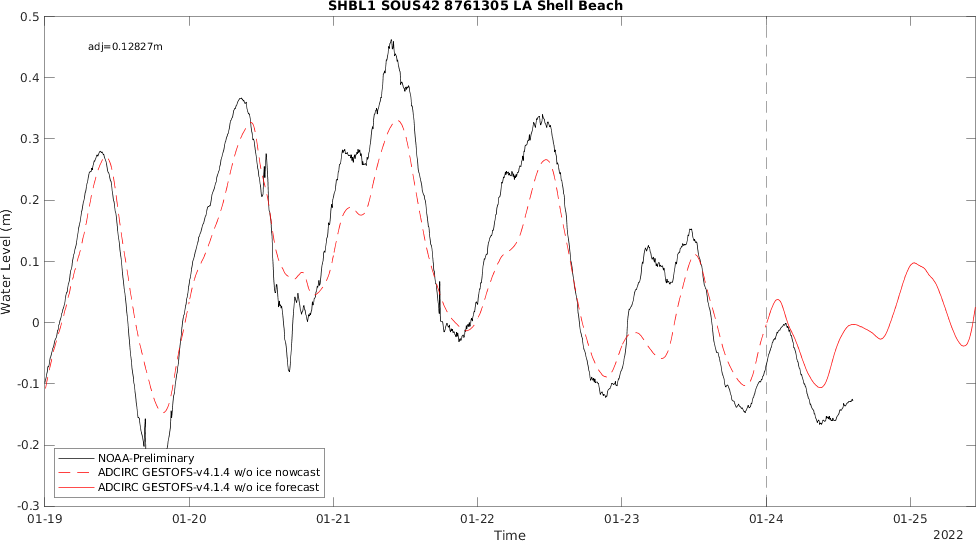 SHBL1 SOUS42 8761305 LA Shell Beach
adj=0.12827m
Water Level (m)
0.5
0.4
0.3
0.2
0.1
0
-0.1
-0.2
-0.3
NOAA-Preliminary
ADCIRC GESTOFS-v4.1.4 w/o ice nowcast
ADCIRC GESTOFS-v4.1.4 w/o ice forecast
01-19 01-20 01-21 01-22 01-23 01-24 01-25
Time
2022